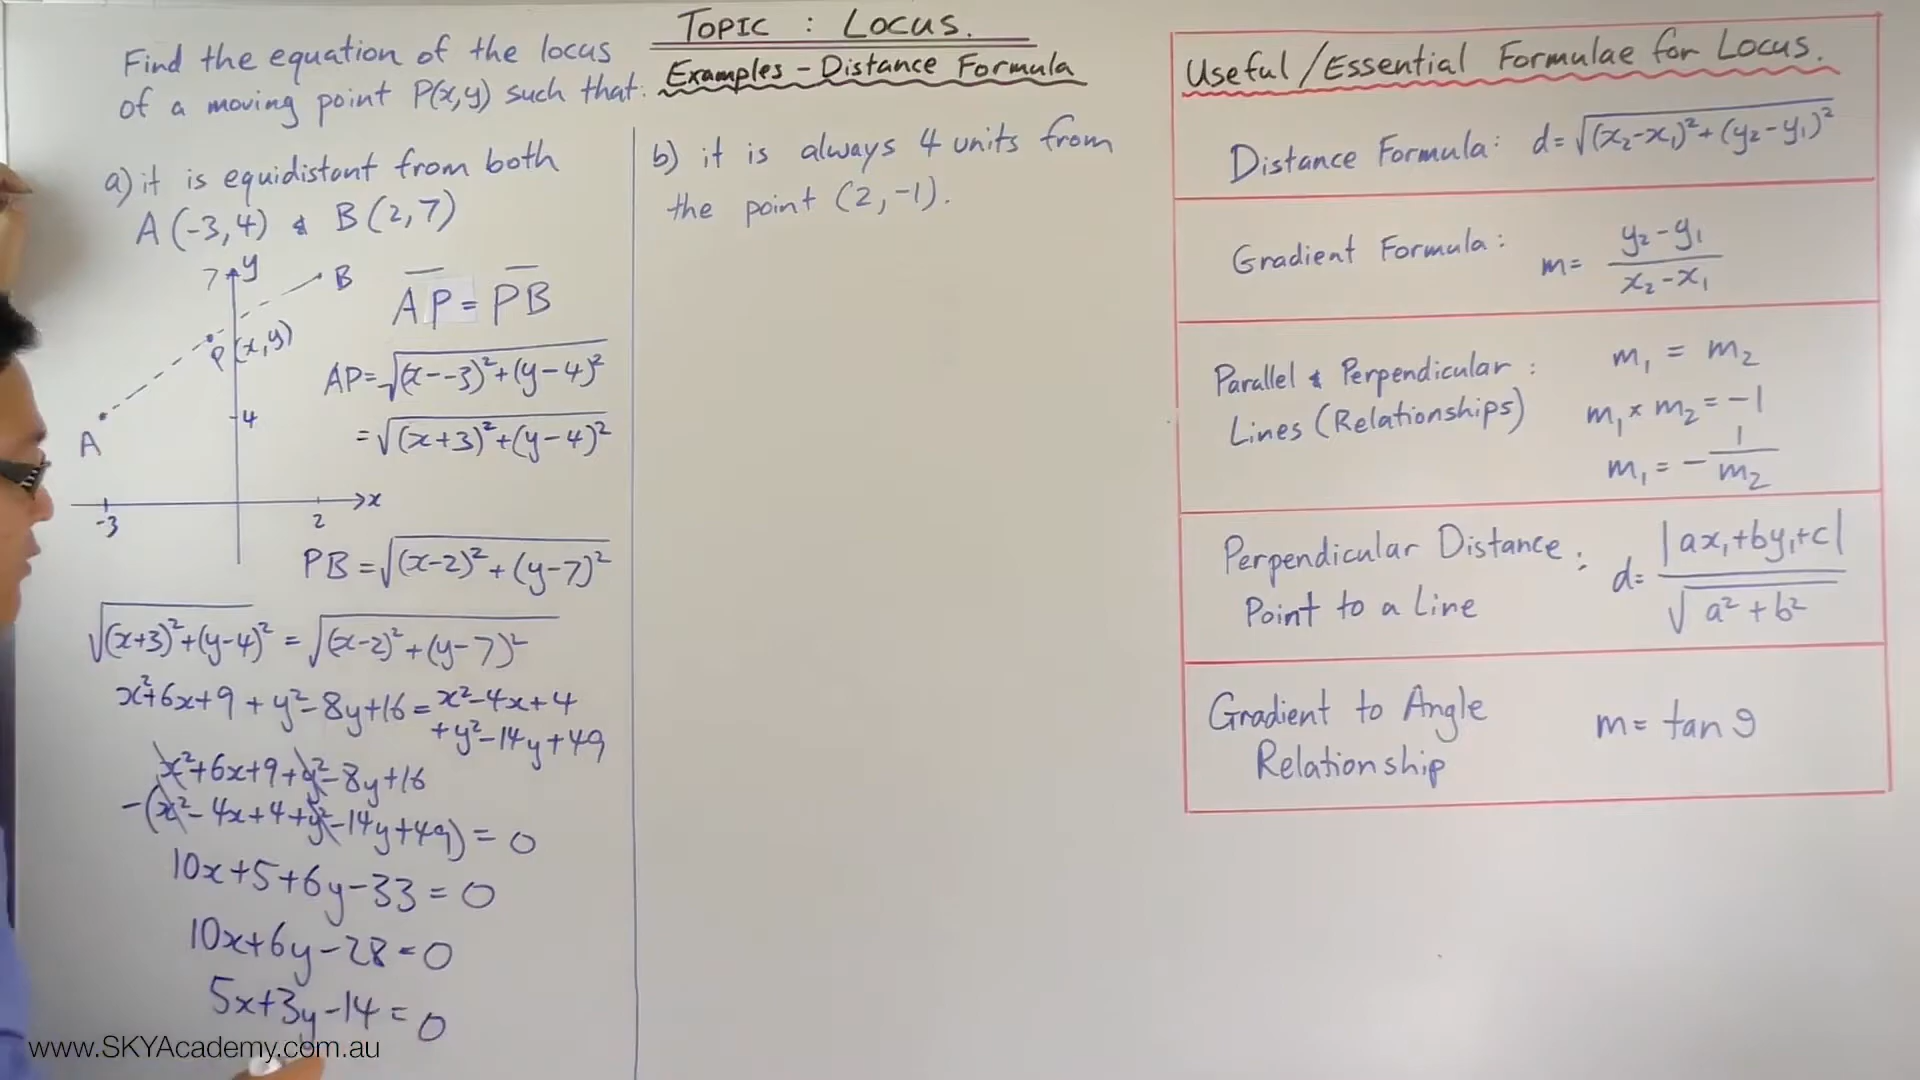 TOPIC : LOCUS.
Examples - Distance Formula
Find the equation of the locus
of a moving point P(x,y) such that:
a) it is equidistant from both
A(-3,4) & B(2,7)
7 y
B
P(x,y)
4
A
-3 2 x
AP = PB
AP=√(x--3)²+(y-4)²
=√(x+3)²+(y-4)²
PB=√(x-2)²+(y-7)²
√(x+3)²+(y-4)² = √(x-2)²+(y-7)²
x²+6x+9+y²-8y+16=x²-4x+4
+y²-14y+49
x²+6x+9+y²-8y+16
-(x²-4x+4+y²-14y+49)=0
10x+5+6y-33=0
10x+6y-28=0
5x+3y-14=0
www.SKYAcademy.com.au
b) it is always 4 units from
the point (2,-1).
Useful/Essential Formulae for Locus.
Distance Formula: d=√(x₂-x₁)²+(y₂-y₁)²
Gradient Formula: m= y₂-y₁
x₂-x₁
Parallel & Perpendicular : m₁ = m₂
Lines (Relationships) m₁×m₂=-1
m₁=-1/m₂
Perpendicular Distance : d= |ax₁+by₁+c|
Point to a Line √a²+b²
Gradient to Angle m= tan θ
Relationship